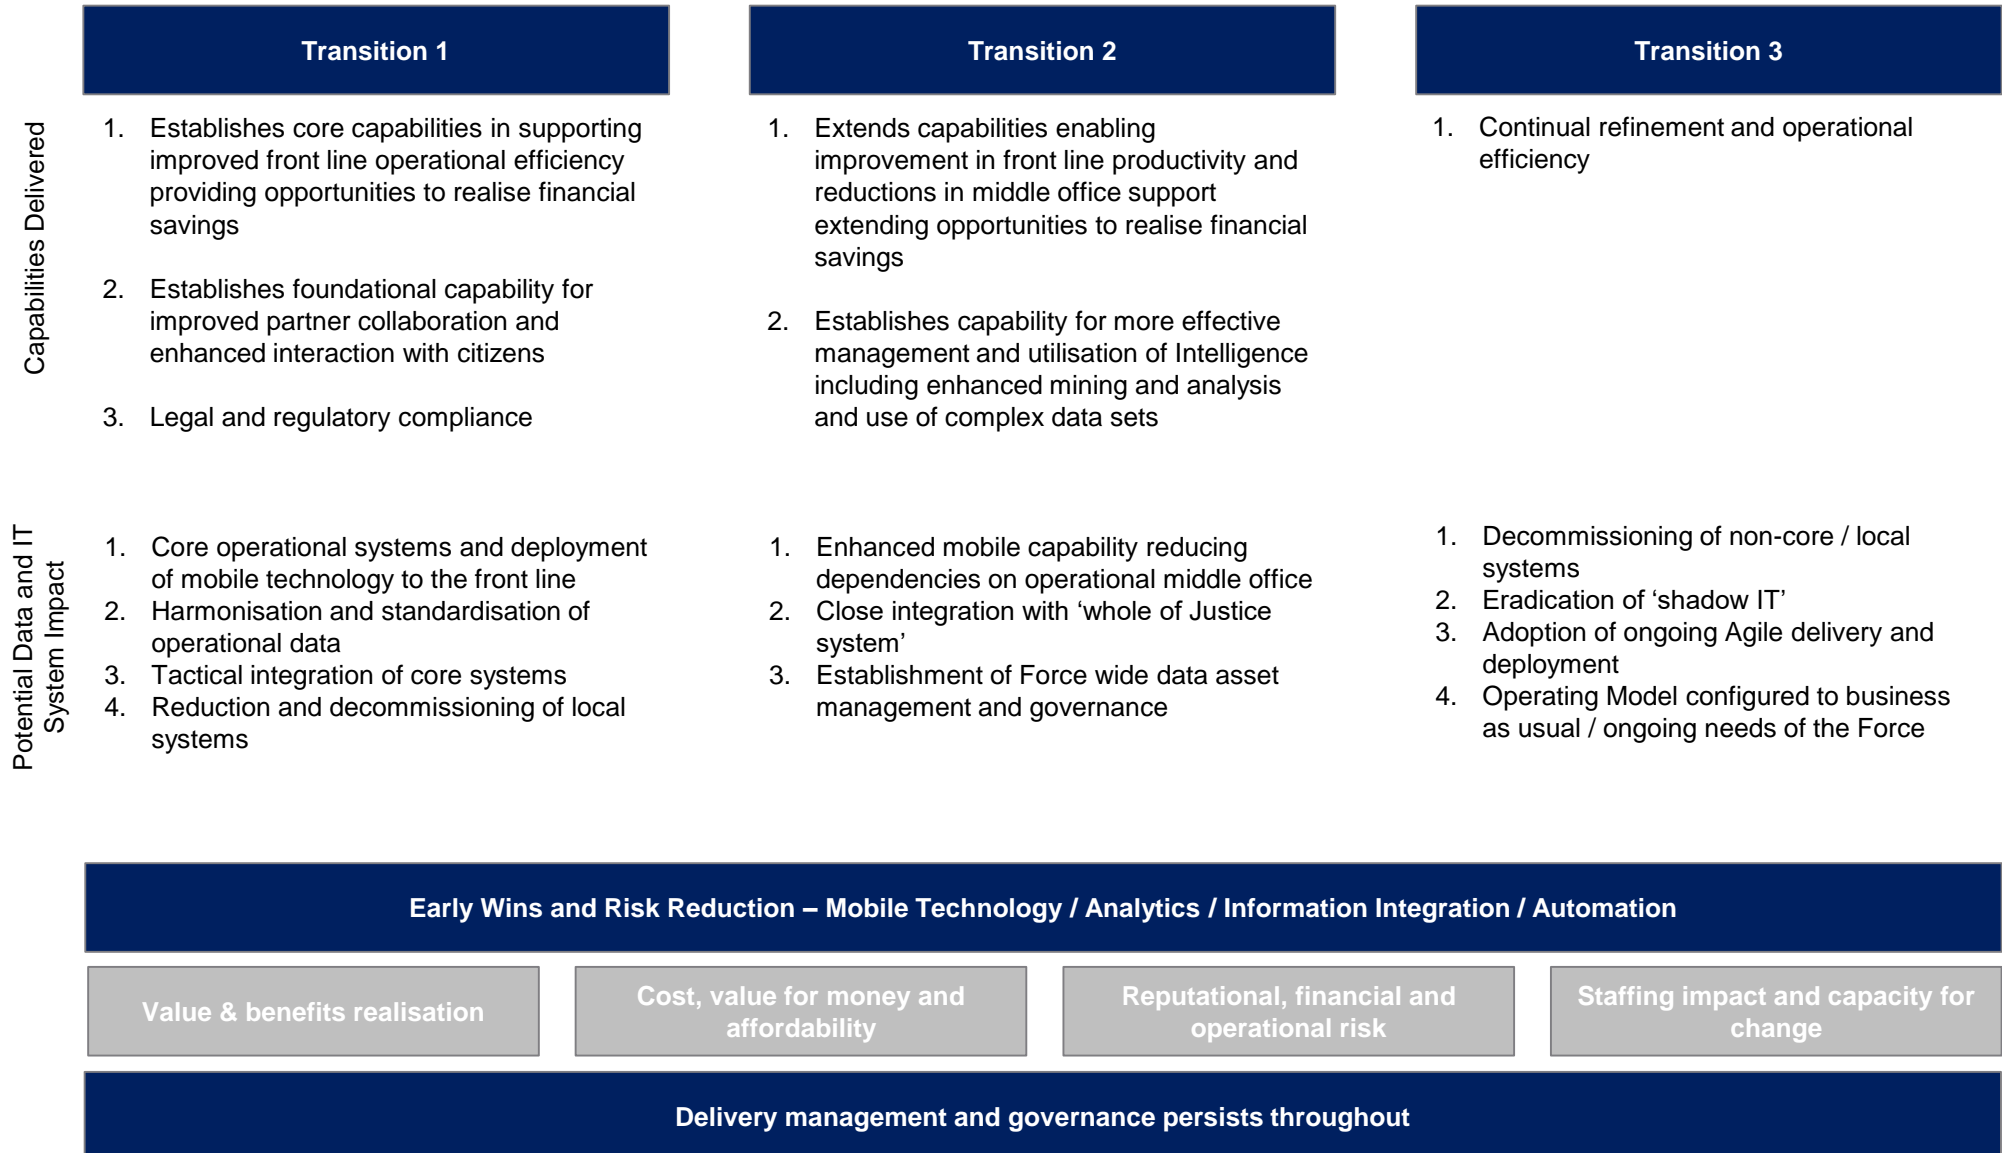 Transition 1
Transition 2
Transition 3
Capabilities Delivered
1. Establishes core capabilities in supporting
improved front line operational efficiency
providing opportunities to realise financial
savings
2. Establishes foundational capability for
improved partner collaboration and
enhanced interaction with citizens
3. Legal and regulatory compliance
1. Extends capabilities enabling
improvement in front line productivity and
reductions in middle office support
extending opportunities to realise financial
savings
2. Establishes capability for more effective
management and utilisation of Intelligence
including enhanced mining and analysis
and use of complex data sets
1. Continual refinement and operational
efficiency
Potential Data and IT
System Impact
1. Core operational systems and deployment
of mobile technology to the front line
2. Harmonisation and standardisation of
operational data
3. Tactical integration of core systems
4. Reduction and decommissioning of local
systems
1. Enhanced mobile capability reducing
dependencies on operational middle office
2. Close integration with ‘whole of Justice
system’
3. Establishment of Force wide data asset
management and governance
1. Decommissioning of non-core / local
systems
2. Eradication of ‘shadow IT’
3. Adoption of ongoing Agile delivery and
deployment
4. Operating Model configured to business
as usual / ongoing needs of the Force
Early Wins and Risk Reduction – Mobile Technology / Analytics / Information Integration / Automation
Value & benefits realisation
Cost, value for money and
affordability
Reputational, financial and
operational risk
Staffing impact and capacity for
change
Delivery management and governance persists throughout